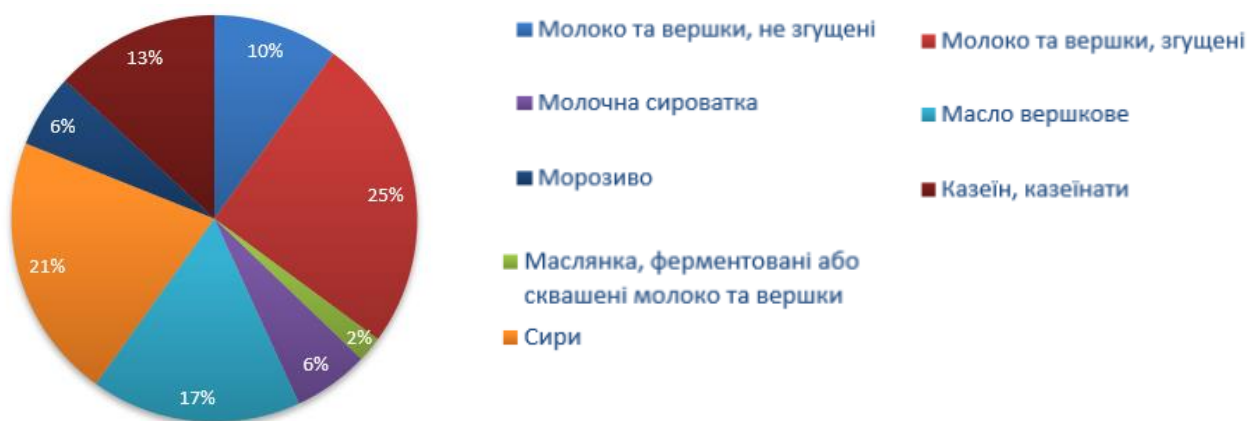 10%
25%
2%
6%
17%
21%
6%
13%
Молоко та вершки, не згущені
Молоко та вершки, згущені
Молочна сироватка
Масло вершкове
Морозиво
Казеїн, казеїнати
Маслянка, ферментовані або
сквашені молоко та вершки
Сири